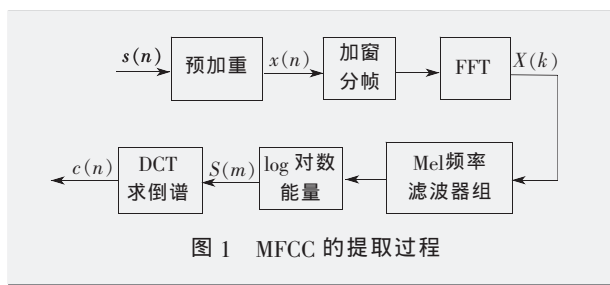 s(n)
预加重
x(n)
加窗
分帧
FFT
X(k)
Mel频率
滤波器组
log 对数
能量
S(m)
DCT
求倒谱
c(n)
图 1 MFCC 的提取过程